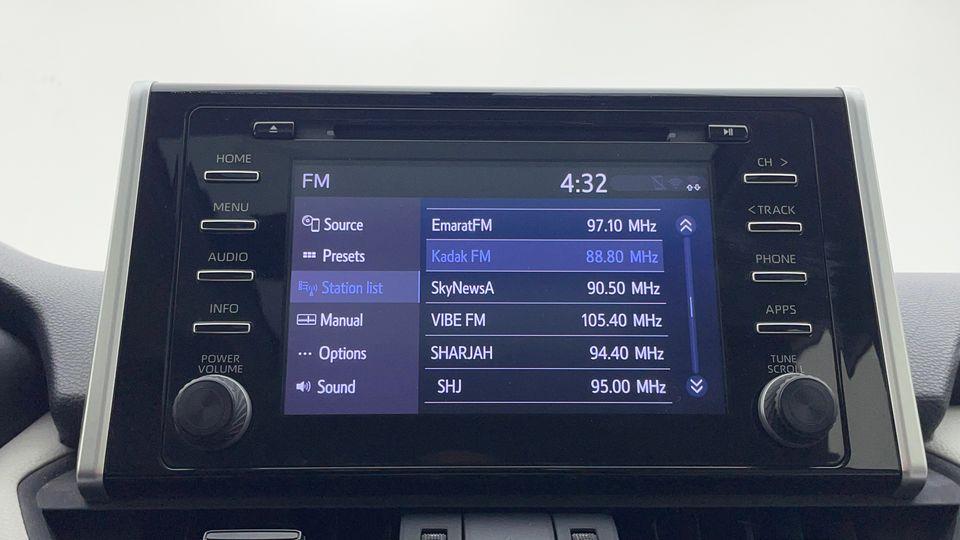 HOME
MENU
AUDIO
INFO
POWER
VOLUME
FM 4:32
Source
Presets
Station list
Manual
Options
Sound
EmaratFM 97.10 MHz
Kadak FM 88.80 MHz
SkyNewsA 90.50 MHz
VIBE FM 105.40 MHz
SHARJAH 94.40 MHz
SHJ 95.00 MHz
CH >
< TRACK
PHONE
APPS
TUNE
SCROLL